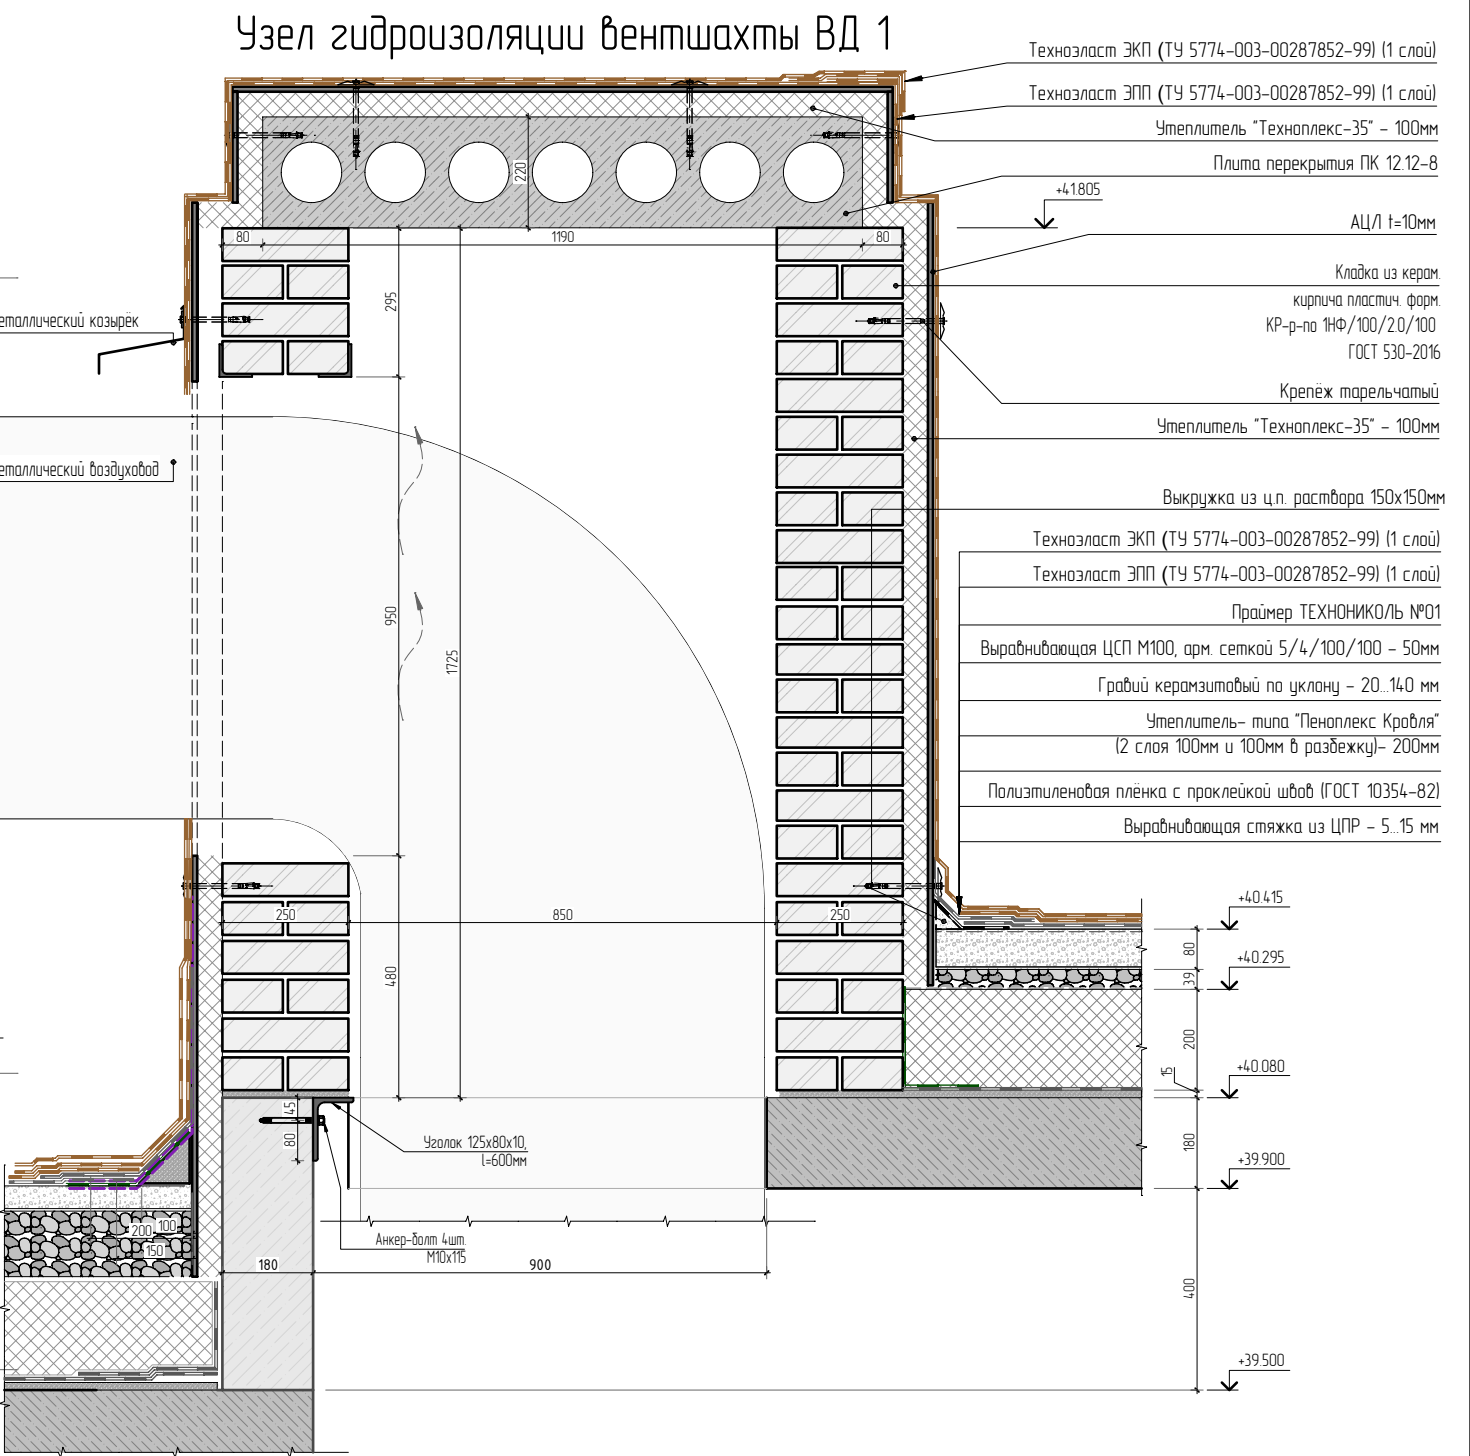 Узел гидроизоляции вентшахты ВД 1
Техноэласт ЭКП (ТУ 5774-003-00287852-99) (1 слой)
Техноэласт ЭПП (ТУ 5774-003-00287852-99) (1 слой)
Утеплитель "Техноплекс-35" - 100мм
Плита перекрытия ПК 12.12-8
+41.805
АЦЛ t=10мм
Кладка из керам.
кирпича пластич. форм.
КР-р-по 1НФ/100/2.0/100
ГОСТ 530-2016
Крепёж тарельчатый
Утеплитель "Техноплекс-35" - 100мм
Выкружка из ц.п. раствора 150х150мм
Техноэласт ЭКП (ТУ 5774-003-00287852-99) (1 слой)
Техноэласт ЭПП (ТУ 5774-003-00287852-99) (1 слой)
Праймер ТЕХНОНИКОЛЬ №01
Выравнивающая ЦСП М100, арм. сеткой 5/4/100/100 - 50мм
Гравий керамзитовый по уклону - 20...140 мм
Утеплитель- типа "Пеноплекс Кровля"
(2 слоя 100мм и 100мм в разбежку)- 200мм
Полиэтиленовая плёнка с проклейкой швов (ГОСТ 10354-82)
Выравнивающая стяжка из ЦПР - 5...15 мм
220
80
1190
80
295
еталлический козырёк
еталлический воздуховод
950
1725
250
850
250
480
+40.415
80
+40.295
39
200
+40.080
15
180
+39.900
400
+39.500
45
80
Уголок 125х80х10,
l=600мм
Анкер-болт 4шт.
М10х115
200
100
150
180
900